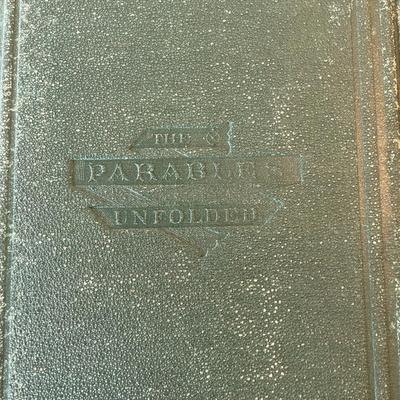 THE
PARABLES
UNFOLDED